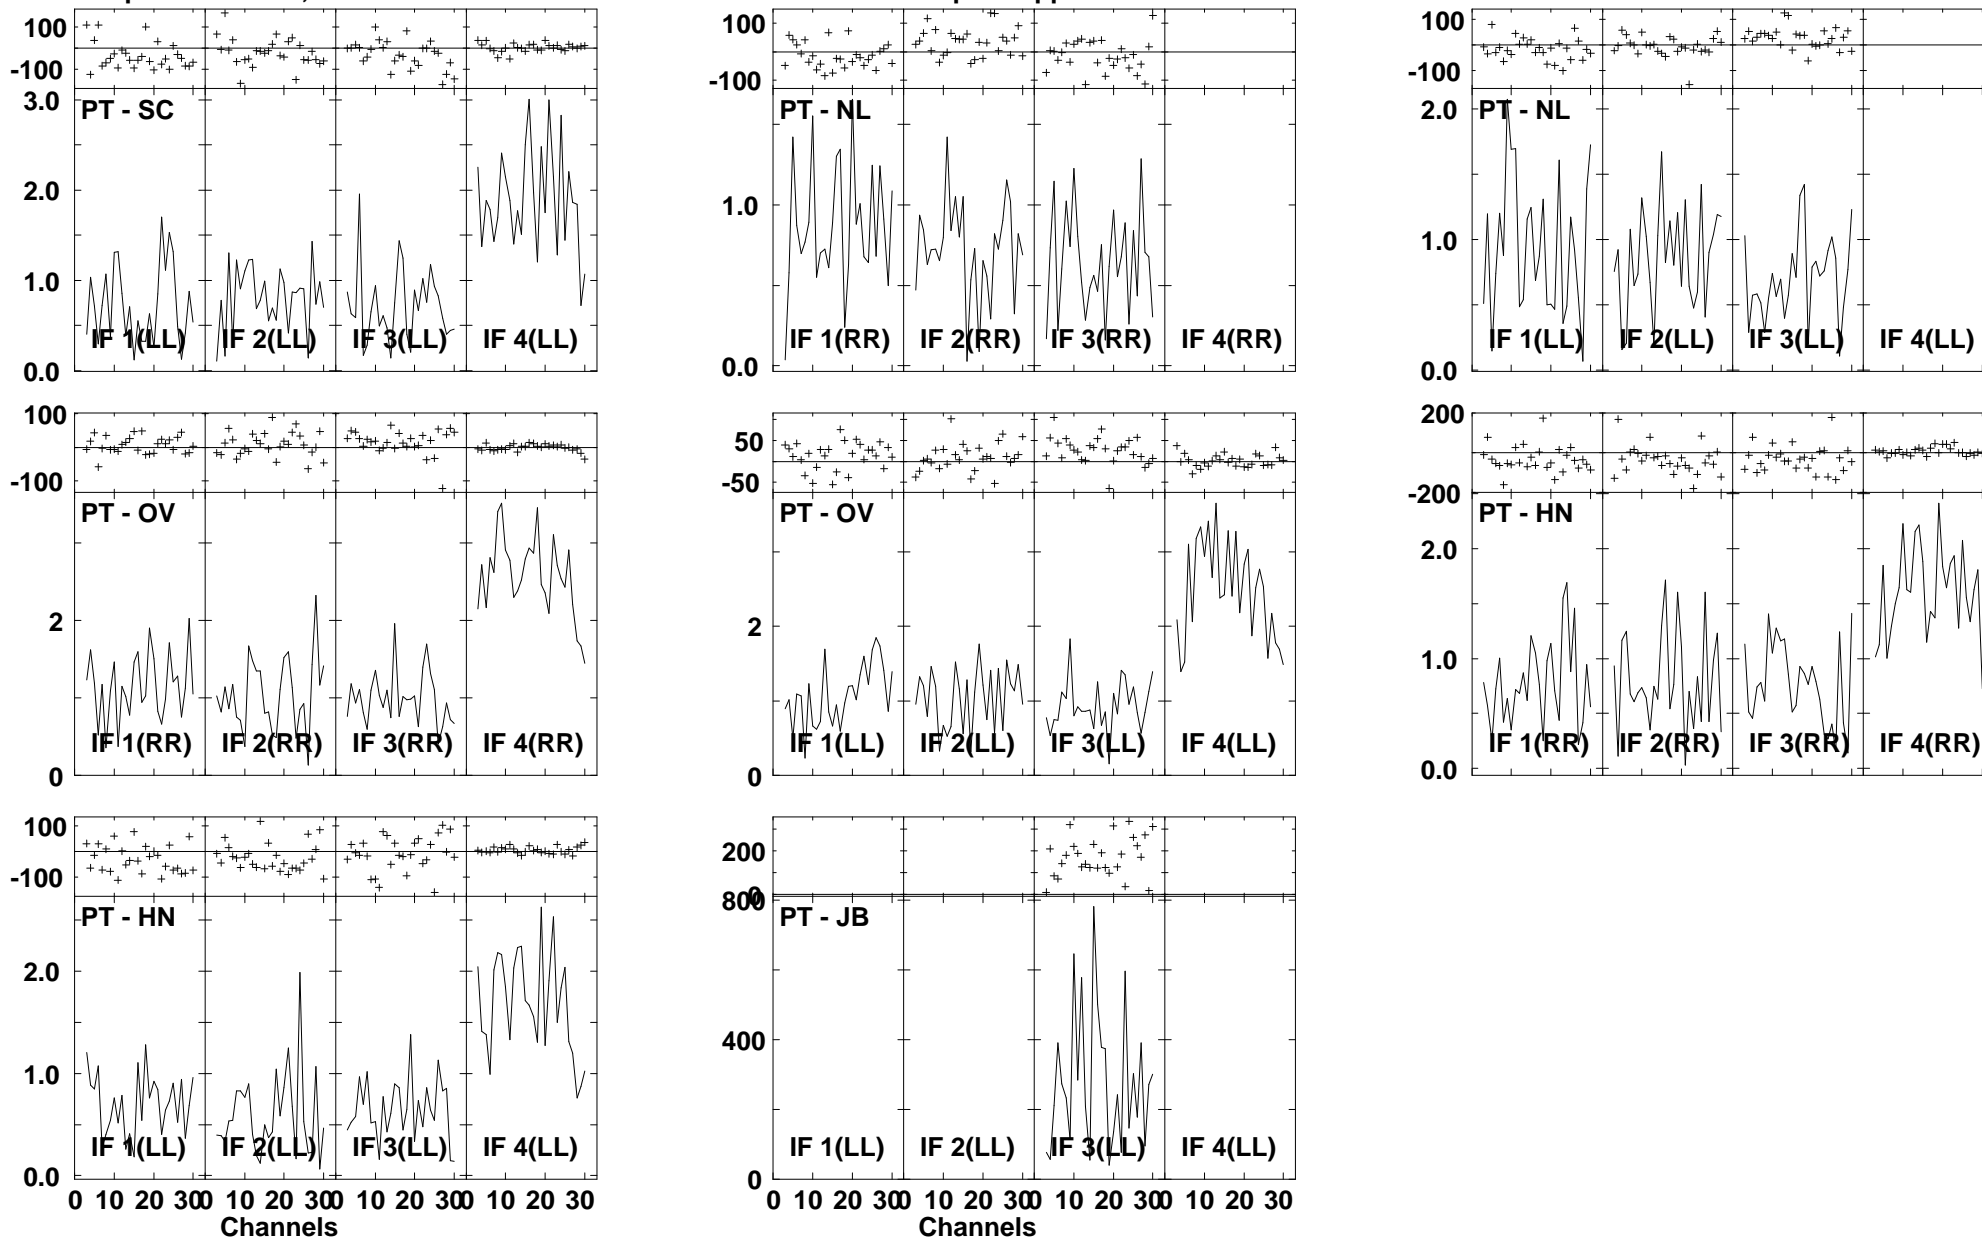 100
-100
3.0
PT - SC
2.0
1.0
0.0
IF 1(LL) IF 2(LL) IF 3(LL) IF 4(LL)
100
-100
PT - NL
1.0
0.0
IF 1(RR) IF 2(RR) IF 3(RR) IF 4(RR)
100
-100
2.0
PT - NL
1.0
0.0
IF 1(LL) IF 2(LL) IF 3(LL) IF 4(LL)
100
-100
PT - OV
2
0
IF 1(RR) IF 2(RR) IF 3(RR) IF 4(RR)
50
-50
PT - OV
2
0
IF 1(LL) IF 2(LL) IF 3(LL) IF 4(LL)
200
-200
PT - HN
2.0
1.0
0.0
IF 1(RR) IF 2(RR) IF 3(RR) IF 4(RR)
100
-100
PT - HN
2.0
1.0
0.0
IF 1(LL) IF 2(LL) IF 3(LL) IF 4(LL)
0 10 20 30 0 10 20 30 0 10 20 30 0 10 20 30
Channels
200
0
800
PT - JB
400
0
IF 1(LL) IF 2(LL) IF 3(LL) IF 4(LL)
0 10 20 30 0 10 20 30 0 10 20 30 0 10 20 30
Channels